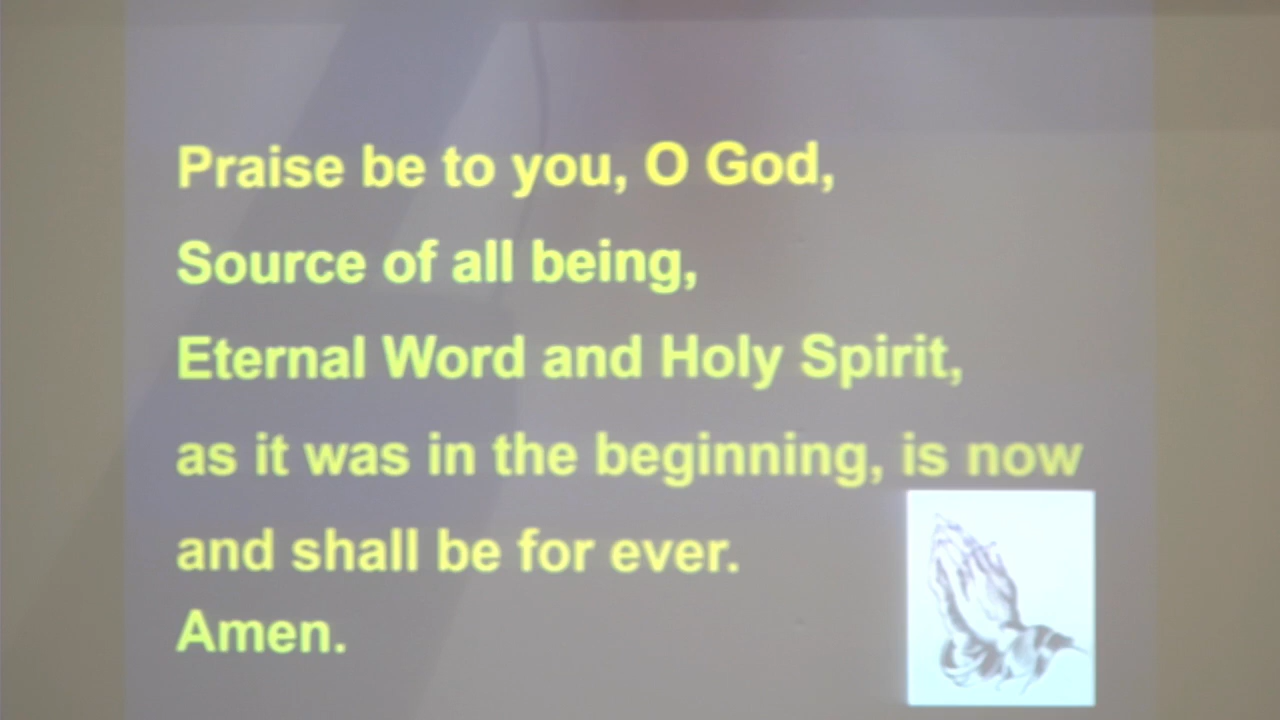 Praise be to you, O God,
Source of all being,
Eternal Word and Holy Spirit,
as it was in the beginning, is now
and shall be for ever.
Amen.